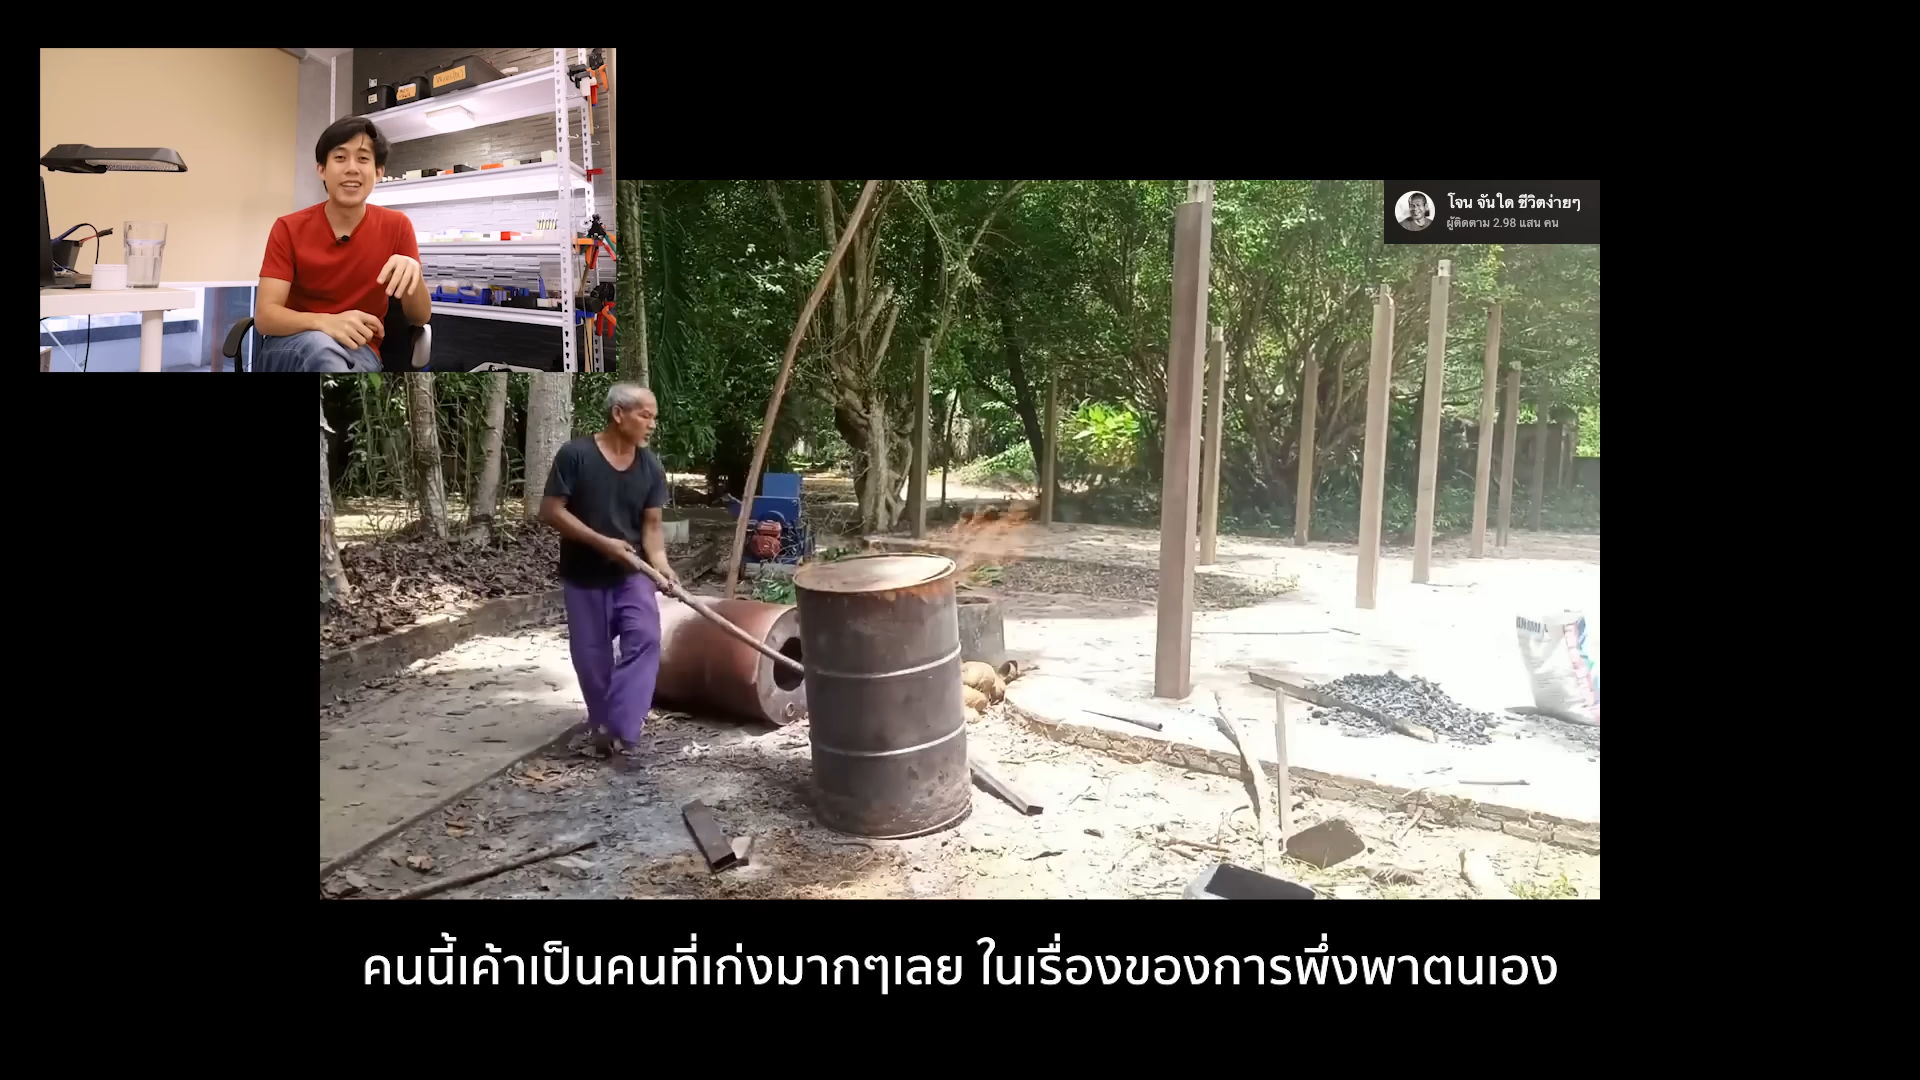 โจน จันใด ชีวิตง่ายๆ
ผู้ติดตาม 2.98 แสน คน
คนนี้เค้าเป็นคนที่เก่งมากๆเลย ในเรื่องของการพึ่งพาตนเอง